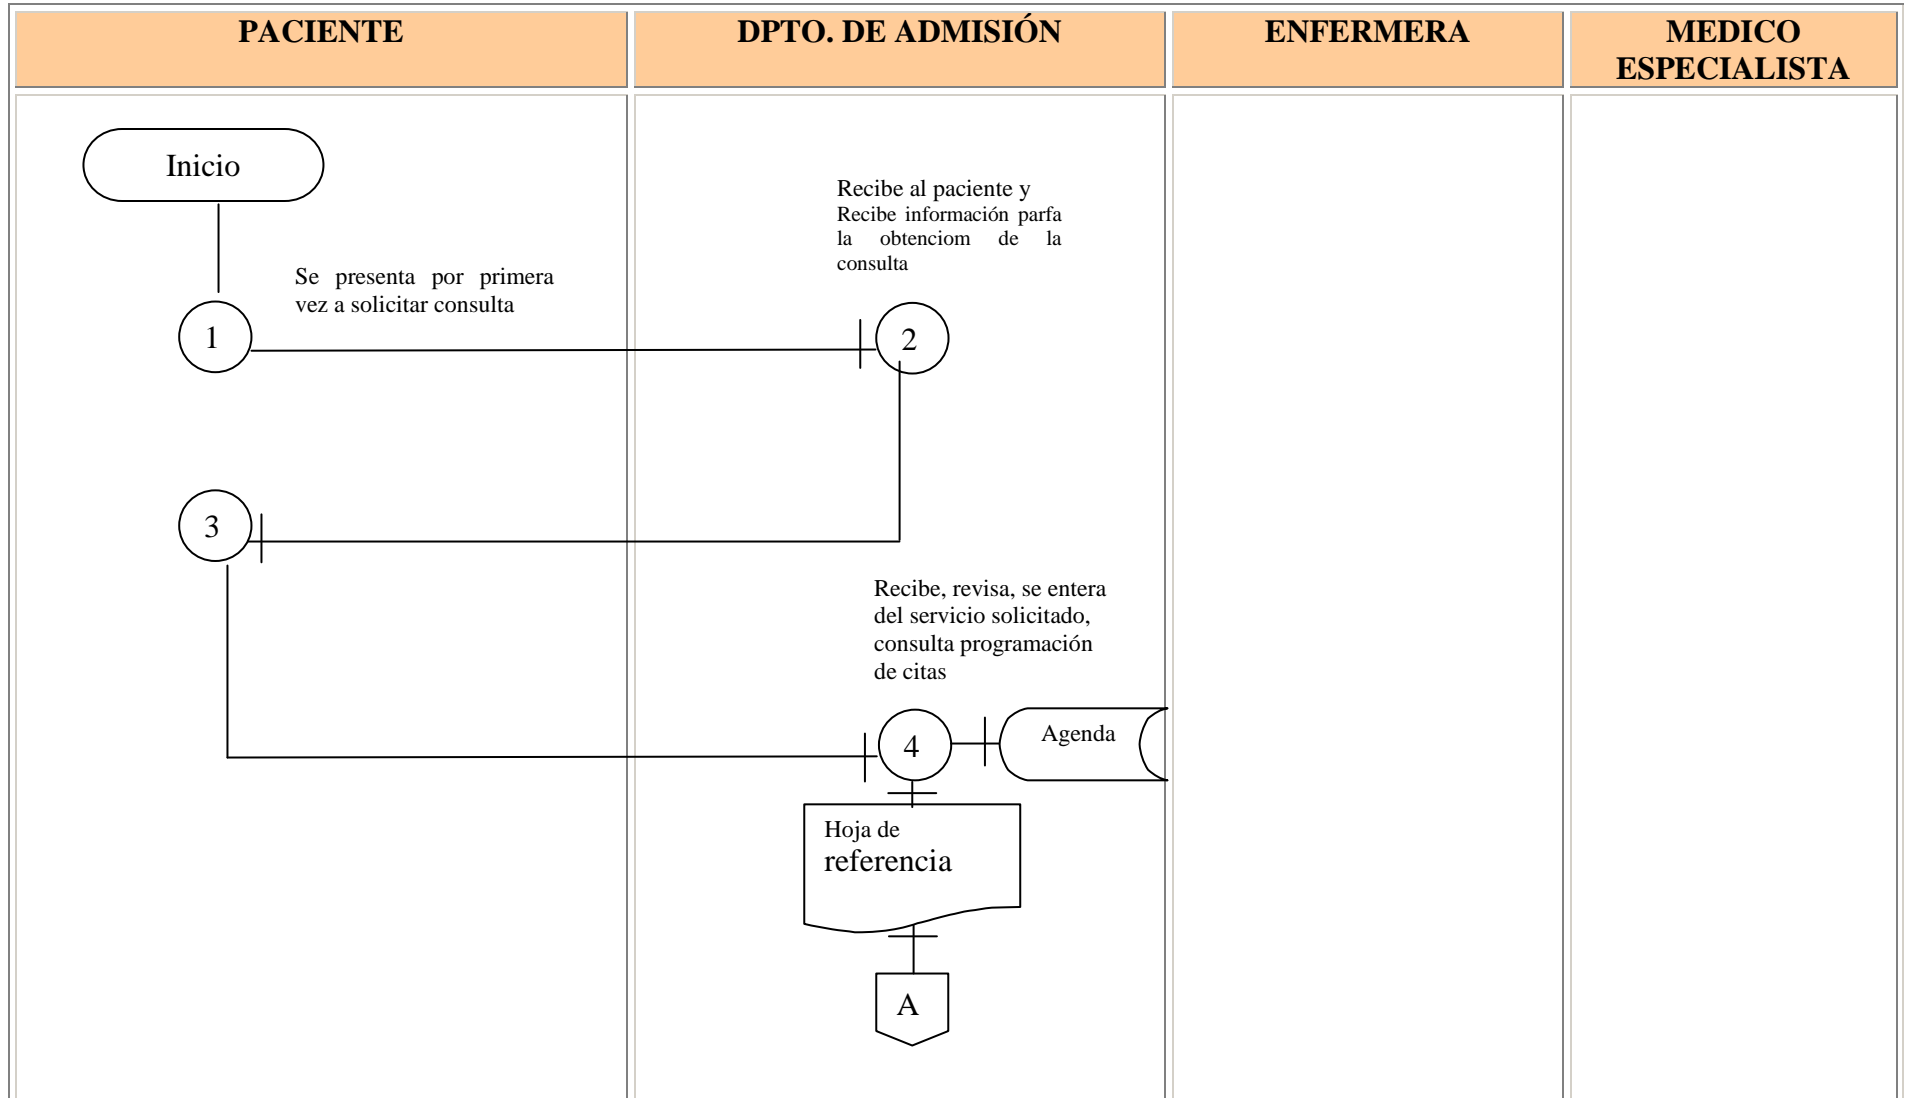 PACIENTE
DPTO. DE ADMISIÓN
ENFERMERA
MEDICO
ESPECIALISTA
Inicio
Recibe al paciente y
Recibe información parfa
la obtenciom de la
consulta
Se presenta por primera
vez a solicitar consulta
1
2
3
Recibe, revisa, se entera
del servicio solicitado,
consulta programación
de citas
4
Agenda
Hoja de
referencia
A